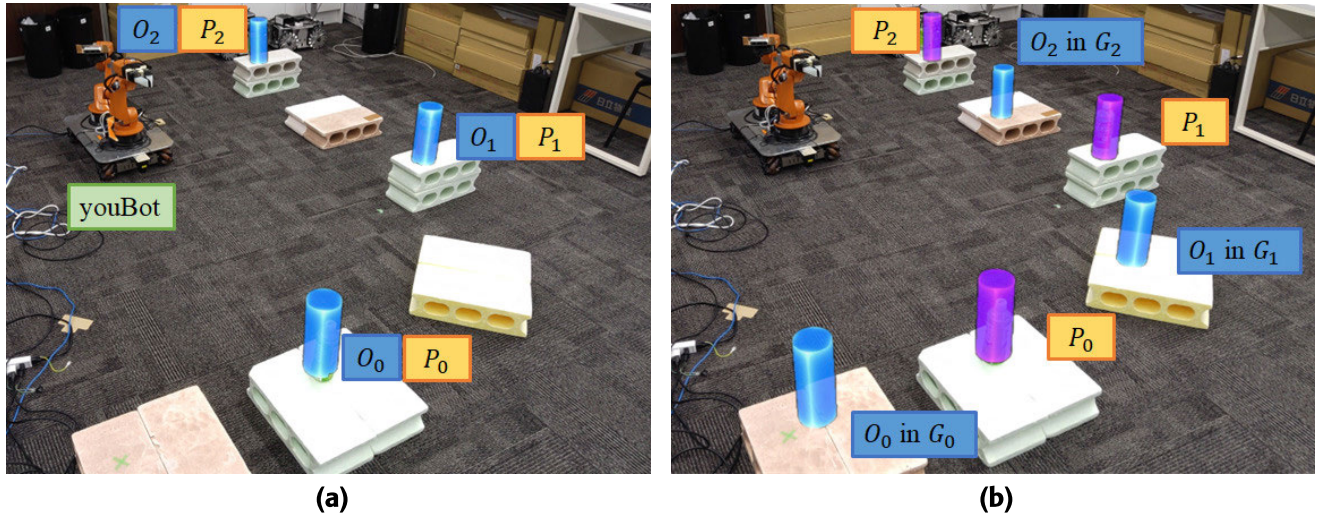 O₂ P₂
O₁ P₁
youBot
O₀ P₀
(a)
P₂ O₂ in G₂
P₁
O₁ in G₁
P₀
O₀ in G₀
(b)